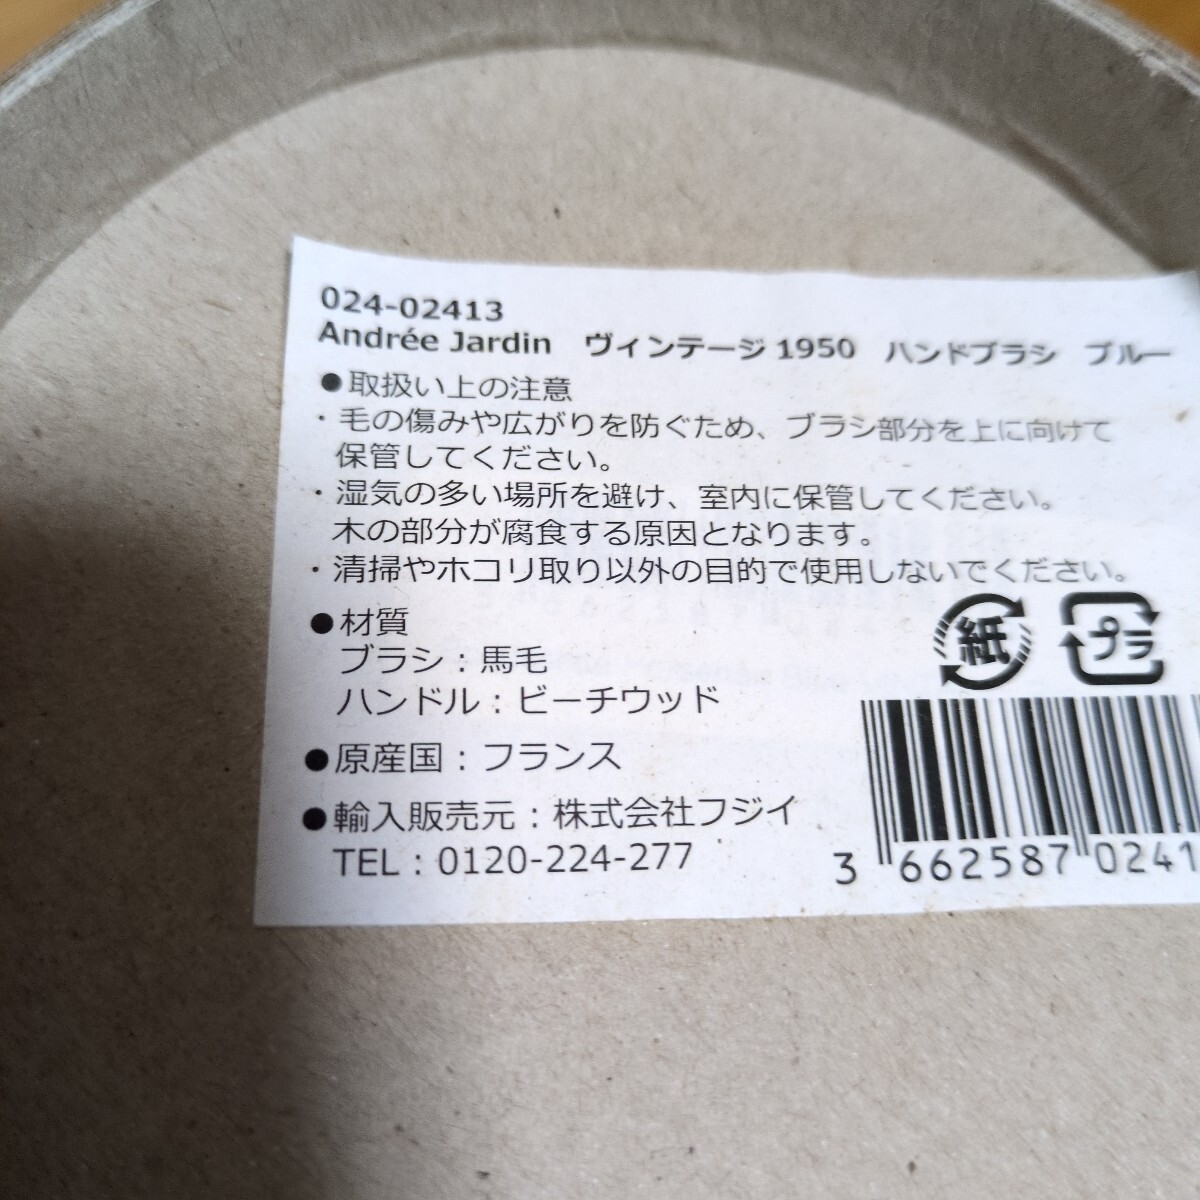 024-02413
Andrée Jardin　ヴィンテージ 1950　ハンドブラシ　ブルー
●取扱い上の注意
・毛の傷みや広がりを防ぐため、ブラシ部分を上に向けて
保管してください。
・湿気の多い場所を避け、室内に保管してください。
木の部分が腐食する原因となります。
・清掃やホコリ取り以外の目的で使用しないでください。
●材質
ブラシ：馬毛
ハンドル：ビーチウッド
紙 プラ
●原産国：フランス
●輸入販売元：株式会社フジイ
TEL：0120-224-277
3 662587 0241